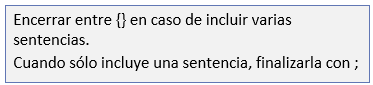 Encerrar entre {} en caso de incluir varias
sentencias.
Cuando sólo incluye una sentencia, finalizarla con ;